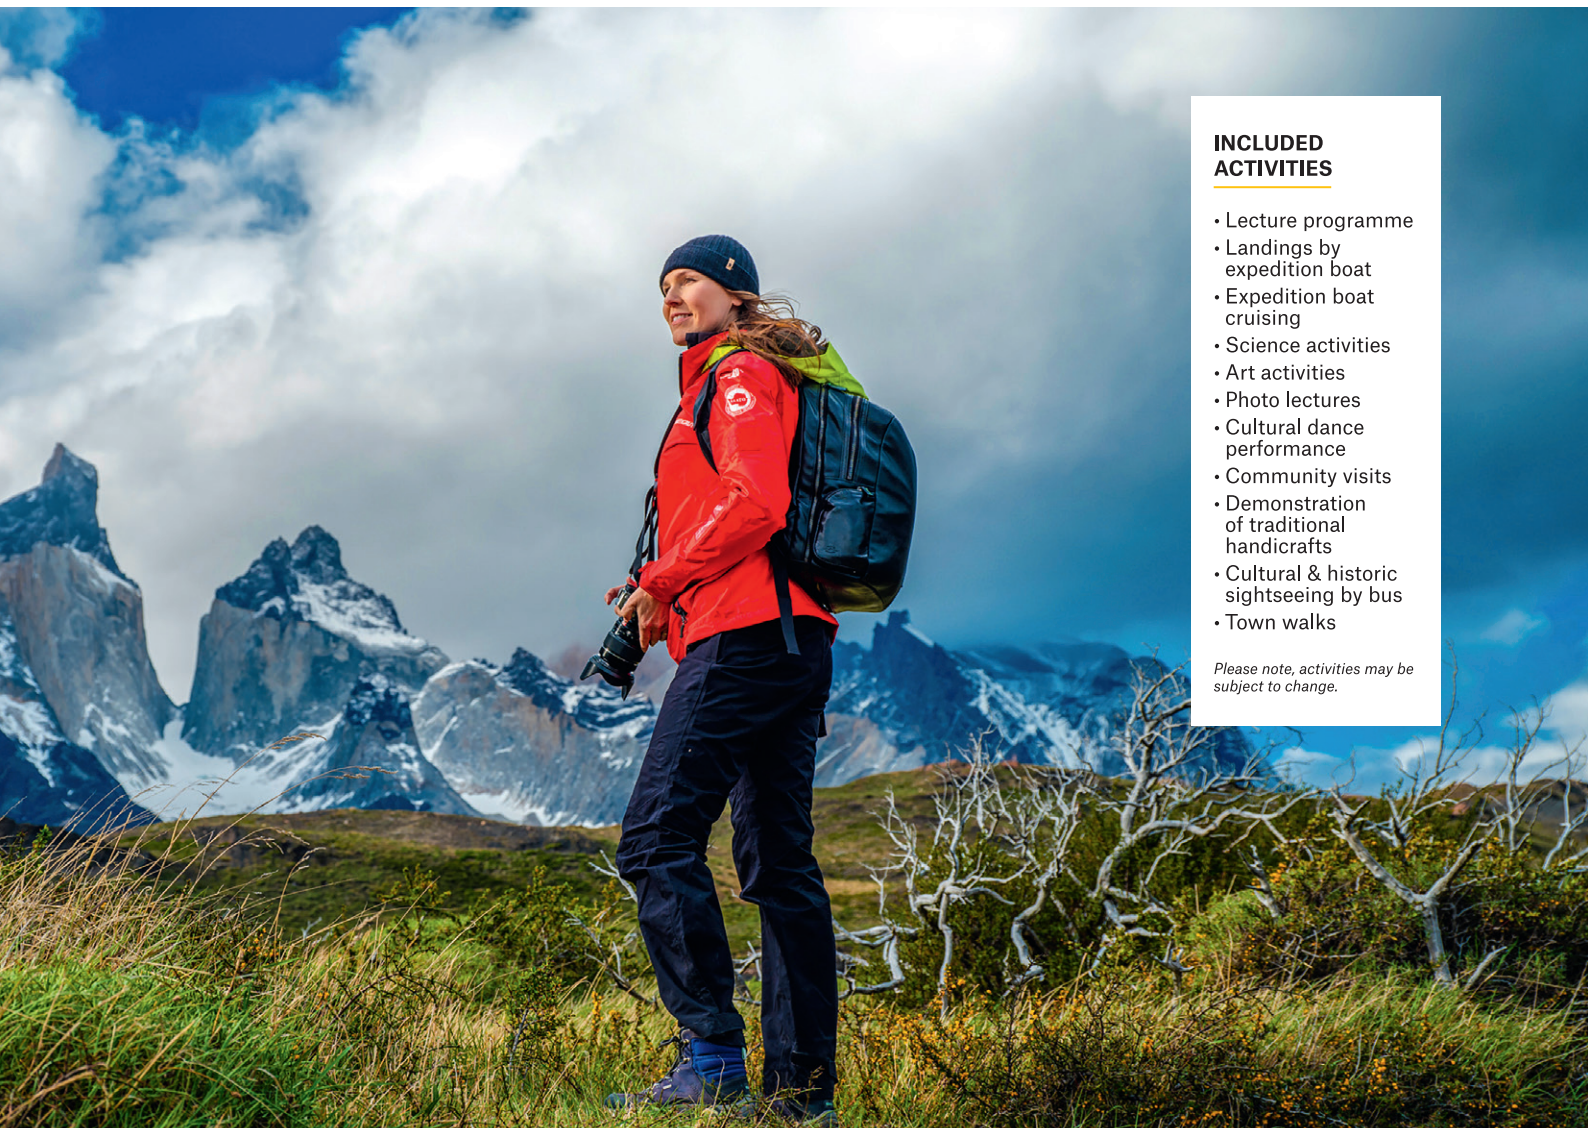 INCLUDED
ACTIVITIES
• Lecture programme
• Landings by
expedition boat
• Expedition boat
cruising
• Science activities
• Art activities
• Photo lectures
• Cultural dance
performance
• Community visits
• Demonstration
of traditional
handicrafts
• Cultural & historic
sightseeing by bus
• Town walks
Please note, activities may be
subject to change.